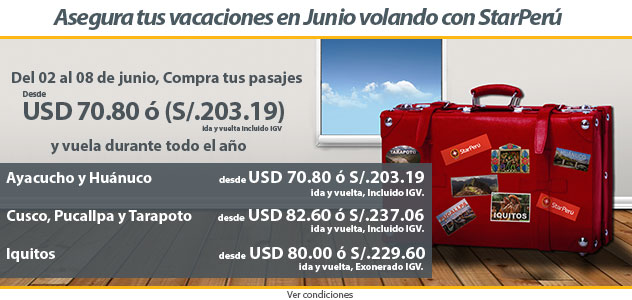 Asegura tus vacaciones en Junio volando con StarPerú
Del 02 al 08 de junio, Compra tus pasajes
Desde
USD 70.80 ó (S/.203.19)
ida y vuelta Incluido IGV
y vuela durante todo el año
Ayacucho y Huánuco desde USD 70.80 ó S/.203.19
ida y vuelta, Incluido IGV.
Cusco, Pucallpa y Tarapoto desde USD 82.60 ó S/.237.06
ida y vuelta, Incluido IGV.
Iquitos desde USD 80.00 ó S/.229.60
ida y vuelta, Exonerado IGV.
TARAPOTO
StarPerú
IQUITOS
StarPerú
Ver condiciones